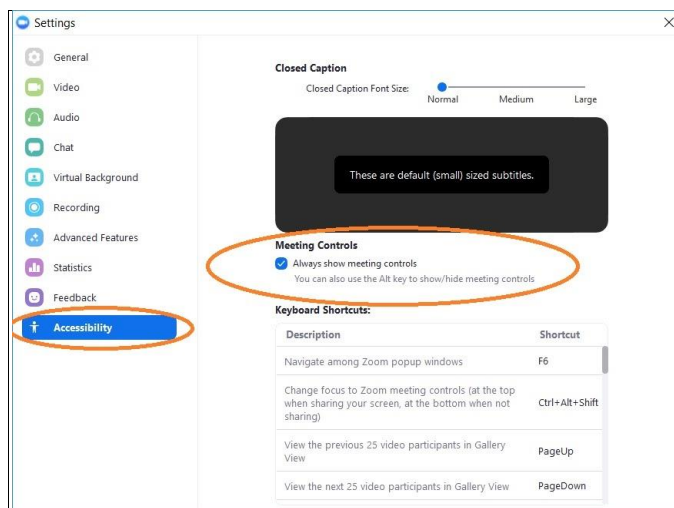 Settings
General
Video
Audio
Chat
Virtual Background
Recording
Advanced Features
Statistics
Feedback
Accessibility
Closed Caption
Closed Caption Font Size:
Normal Medium Large
These are default (small) sized subtitles.
Meeting Controls
Always show meeting controls
You can also use the Alt key to show/hide meeting controls
Keyboard Shortcuts:
Description Shortcut
Navigate among Zoom popup windows F6
Change focus to Zoom meeting controls (at the top
when sharing your screen, at the bottom when not Ctrl+Alt+Shift
sharing)
View the previous 25 video participants in Gallery PageUp
View
View the next 25 video participants in Gallery View PageDown